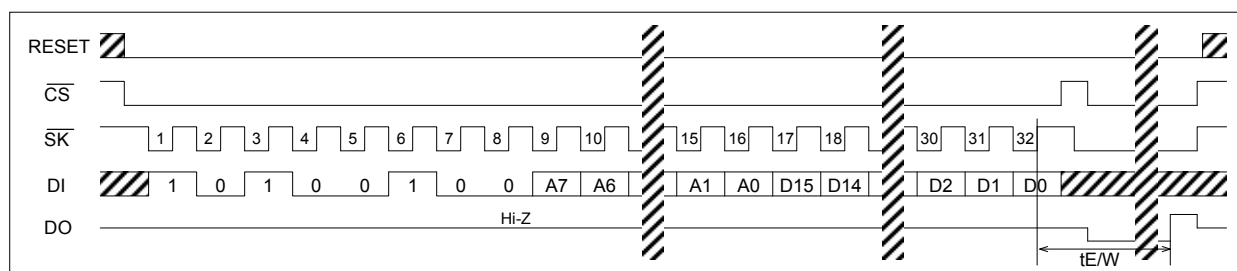 RESET
CS
SK 1 2 3 4 5 6 7 8 9 10 15 16 17 18 30 31 32
DI 1 0 1 0 0 1 0 0 A7 A6 A1 A0 D15 D14 D2 D1 D0
Hi-Z
DO
tE/W